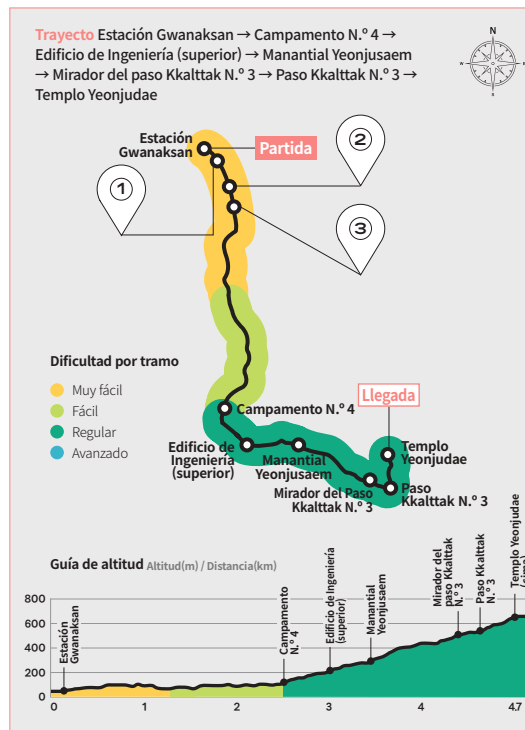 Trayecto Estación Gwanaksan → Campamento N.º 4 →
Edificio de Ingeniería (superior) → Manantial Yeonjusaem
→ Mirador del paso Kkalttak N.º 3 → Paso Kkalttak N.º 3 →
Templo Yeonjudae
N
W
E
S
Estación
Gwanaksan
Partida
1
2
3
Dificultad por tramo
Muy fácil
Fácil
Regular
Avanzado
Llegada
Campamento N.º 4
Edificio de
Ingeniería
(superior)
Manantial
Yeonjusaem
Mirador del Paso
Kkalttak N.º 3
Templo
Yeonjudae
Paso
Kkalttak N.º 3
Guía de altitud Altitud(m) / Distancia(km)
800
600
400
200
0
Estación
Gwanaksan
Campamento
N.º 4
Edificio de Ingeniería
(superior)
Manantial
Yeonjusaem
Mirador del
paso Kkalttak
N.º 3
Paso Kkalttak
N.º 3
Templo Yeonjudae
(cima)
0
1
2
3
4
4.7